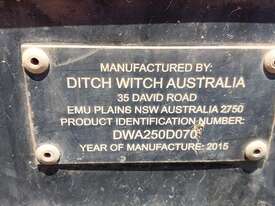 MANUFACTURED BY:
DITCH WITCH AUSTRALIA
35 DAVID ROAD
EMU PLAINS NSW AUSTRALIA 2750
PRODUCT IDENTIFICATION NUMBER:
DWA250D070
YEAR OF MANUFACTURE: 2015